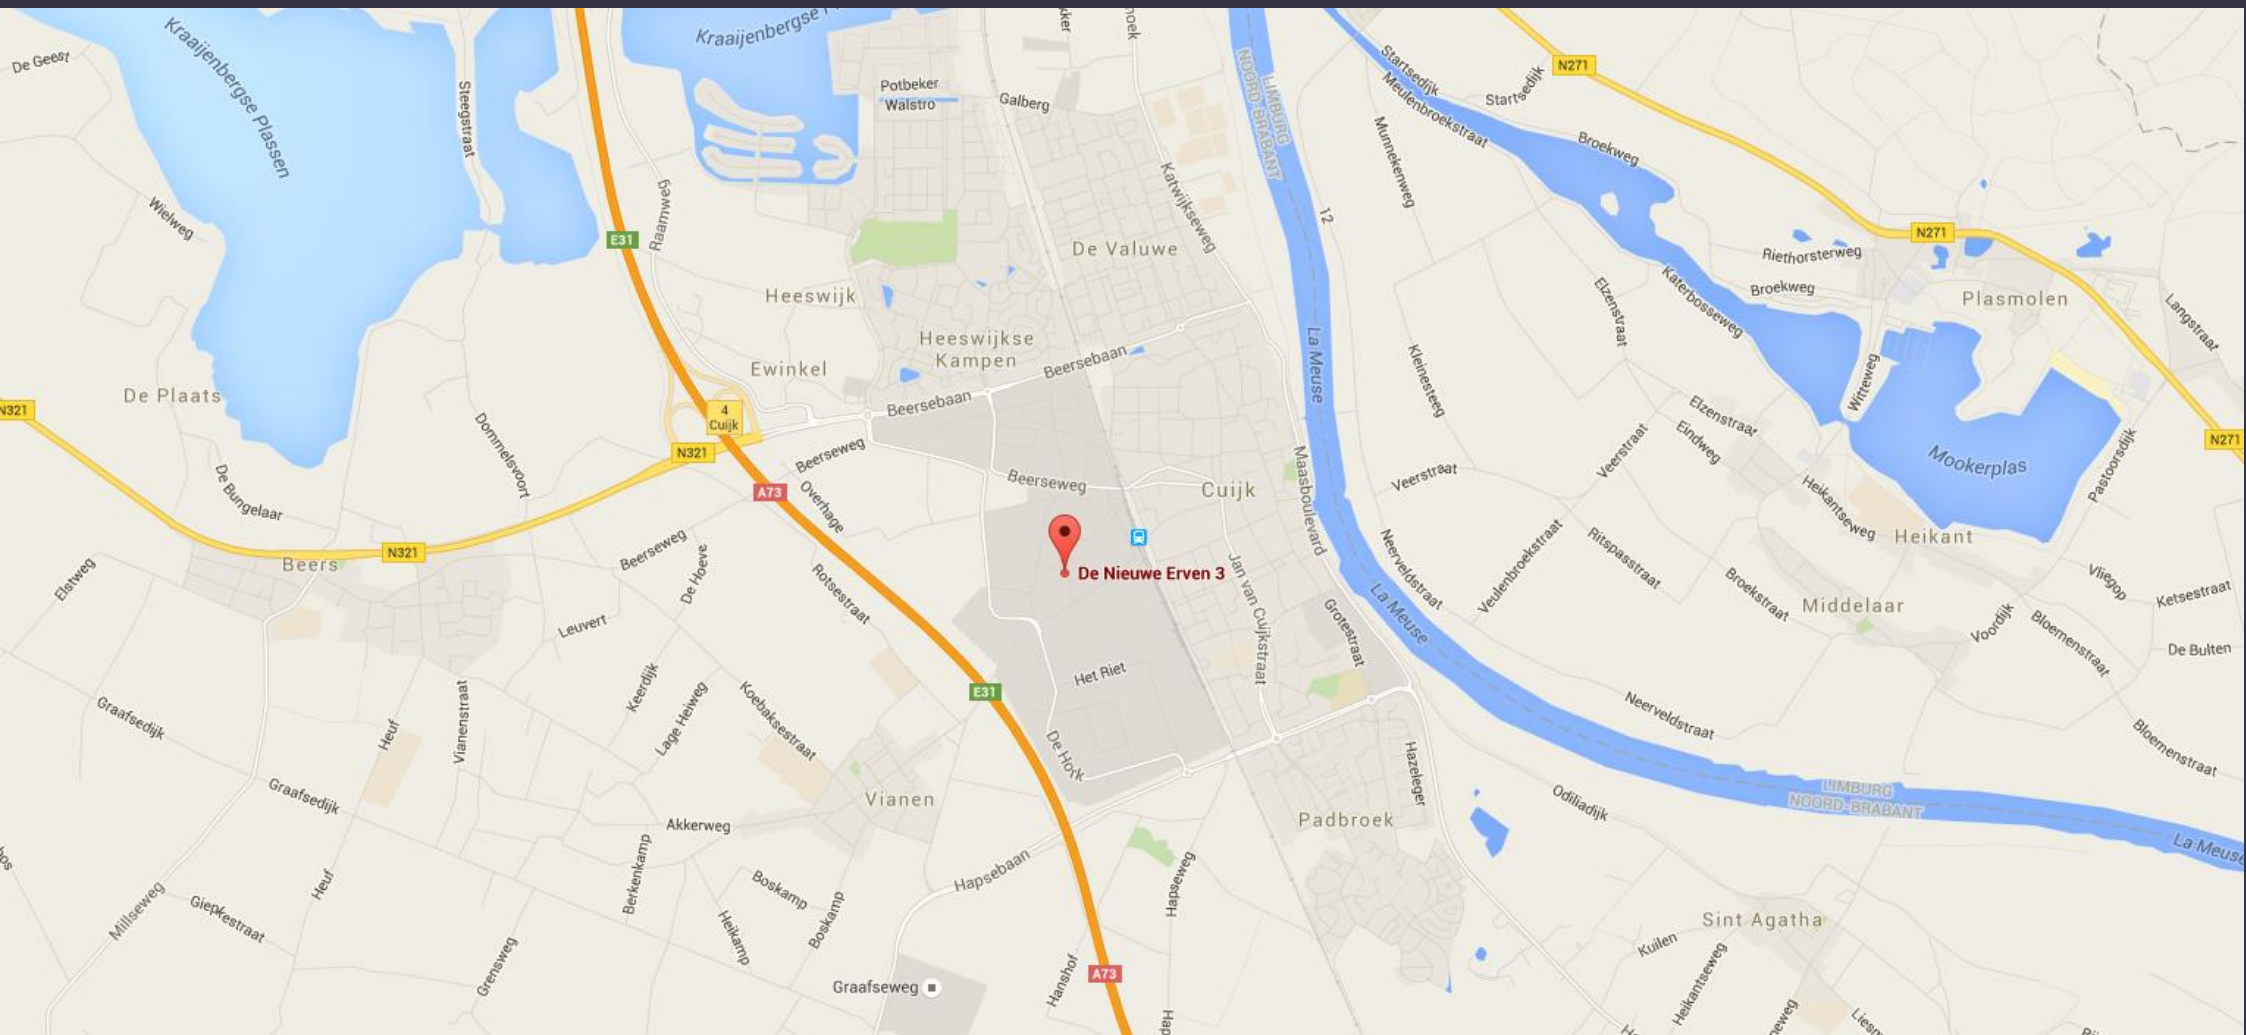 De Geest
Kraaijenbergse Plassen
Steegstraat
Kraaijenbergse
Potbeker
Walstro
Galberg
NOORD-BRABANT
LIMBURG
Startsedijk
Meulenbroekstraat
Startsedijk
N271
Broekweg
Munnekenweg
Katwijkseweg
12
Wielweg
E31
Raamweg
De Valuwe
Heeswijk
Heeswijkse
Kampen
Ewinkel
Beersebaan
Beersebaan
La Meuse
Kleinesteeg
Elzenstraat
Katerbosseweg
Riethorsterweg
Broekweg
N271
Plasmolen
Langstraat
Witteweg
N271
De Plaats
N321
4
Cuijk
N321
Beerseweg
Dommelsvoort
De Bungelaar
A73
Overhage
Beerseweg
Cuijk
Maasboulevard
Veerstraat
Veerstraat
Elzenstraat
Eindweg
Mookerplas
Pastoorsdijk
Heikantseweg
Heikant
N321
Beers
Elstweg
Beerseweg
De Hoeve
Rotsestraat
Leuvert
De Nieuwe Erven 3
Jan van Cuijkstraat
Grotestraat
Neerveldstraat
La Meuse
Veulenbroekstraat
Ritspasstraat
Broekstraat
Middelaar
Voordijk
Vliegop
Ketsestraat
Bloemenstraat
De Bulten
Het Riet
E31
Keerdijk
Lage Heiweg
Koebaksestraat
Graafsedijk
Heuf
Vianenstraat
De Hork
Hazeleger
Neerveldstraat
Bloemenstraat
Graafsedijk
Vianen
Akkerweg
Padbroek
Odiliadijk
LIMBURG
NOORD-BRABANT
La Meuse
Hapsebaan
Hapseweg
Berkenkamp
Boskamp
Boskamp
Heikamp
Heuf
Millseweg
Giepkestraat
Grensweg
Graafseweg
Hanshof
A73
Sint Agatha
Kuilen
Heikantseweg